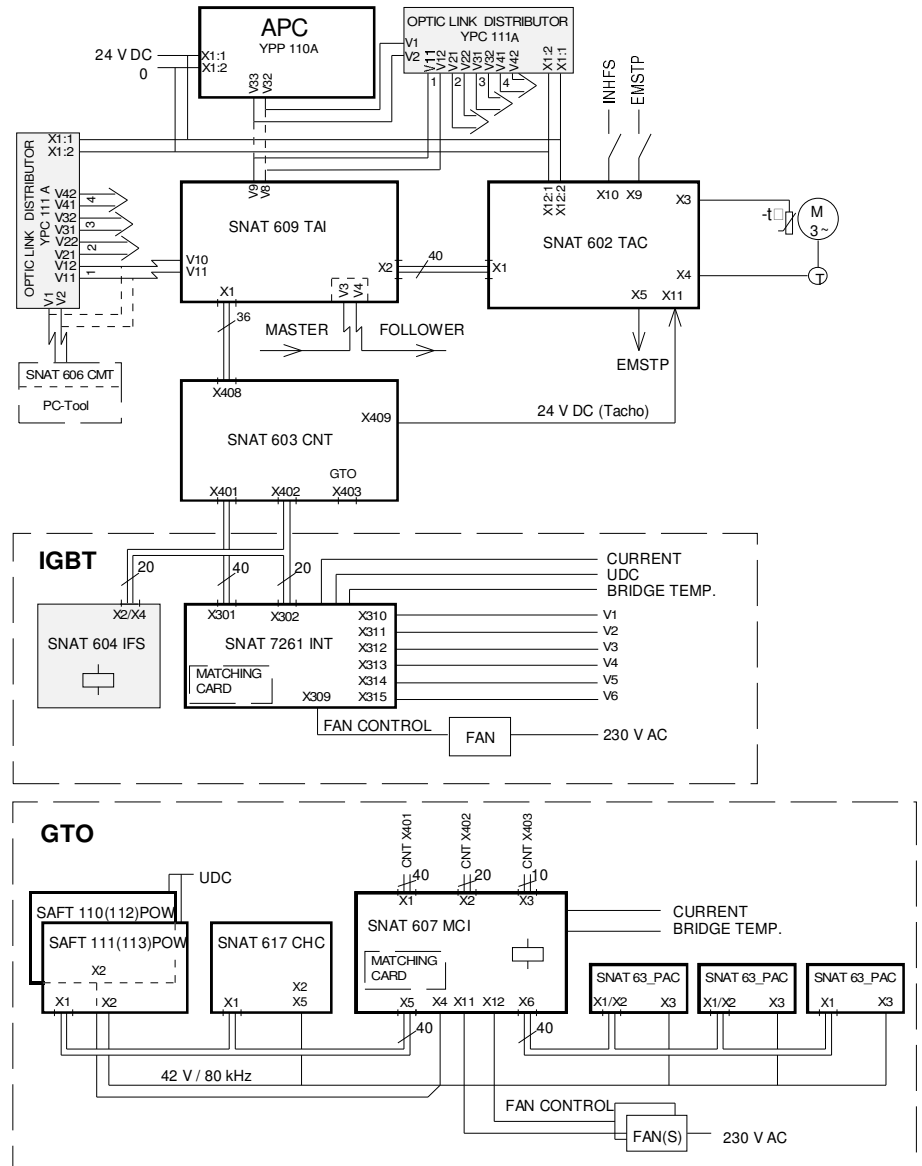 APC
YPP 110A
24 V DC
0
X1:1
X1:2
V33
V32
OPTIC LINK DISTRIBUTOR
YPC 111A
V1
V2
V11
V12
V21
V22
V31
V32
V41
V42
X1:2
X1:1
1
2
3
4
INHFS
EMSTP
X1:1
X1:2
OPTIC LINK DISTRIBUTOR
YPC 111 A
V42
V41
V32
V31
V22
V21
V12
V11
4
3
2
1
V1
V2
SNAT 606 CMT
PC-Tool
V9
V8
SNAT 609 TAI
V10
V11
X2
X1
V3
V4
40
36
MASTER
FOLLOWER
X12:1
X12:2
X10
X9
X3
SNAT 602 TAC
X1
X4
X5
X11
-t
M
3 ~
T
EMSTP
24 V DC (Tacho)
X408
X409
SNAT 603 CNT
GTO
X401
X402
X403
IGBT
20
40
20
CURRENT
UDC
BRIDGE TEMP.
X2/X4
SNAT 604 IFS
X301
X302
X310
X311
X312
X313
X314
X315
SNAT 7261 INT
MATCHING
CARD
X309
V1
V2
V3
V4
V5
V6
FAN CONTROL
FAN
230 V AC
GTO
UDC
CNT X401
CNT X402
CNT X403
40
20
10
X1
X2
X3
SAFT 110(112)POW
SAFT 111(113)POW
X2
X1
X2
SNAT 617 CHC
X1
X2
X5
SNAT 607 MCI
MATCHING
CARD
X5
X4
X11
X12
X6
CURRENT
BRIDGE TEMP.
SNAT 63_PAC
X1/X2
X3
SNAT 63_PAC
X1/X2
X3
SNAT 63_PAC
X1
X3
40
40
42 V / 80 kHz
FAN CONTROL
FAN(S)
230 V AC